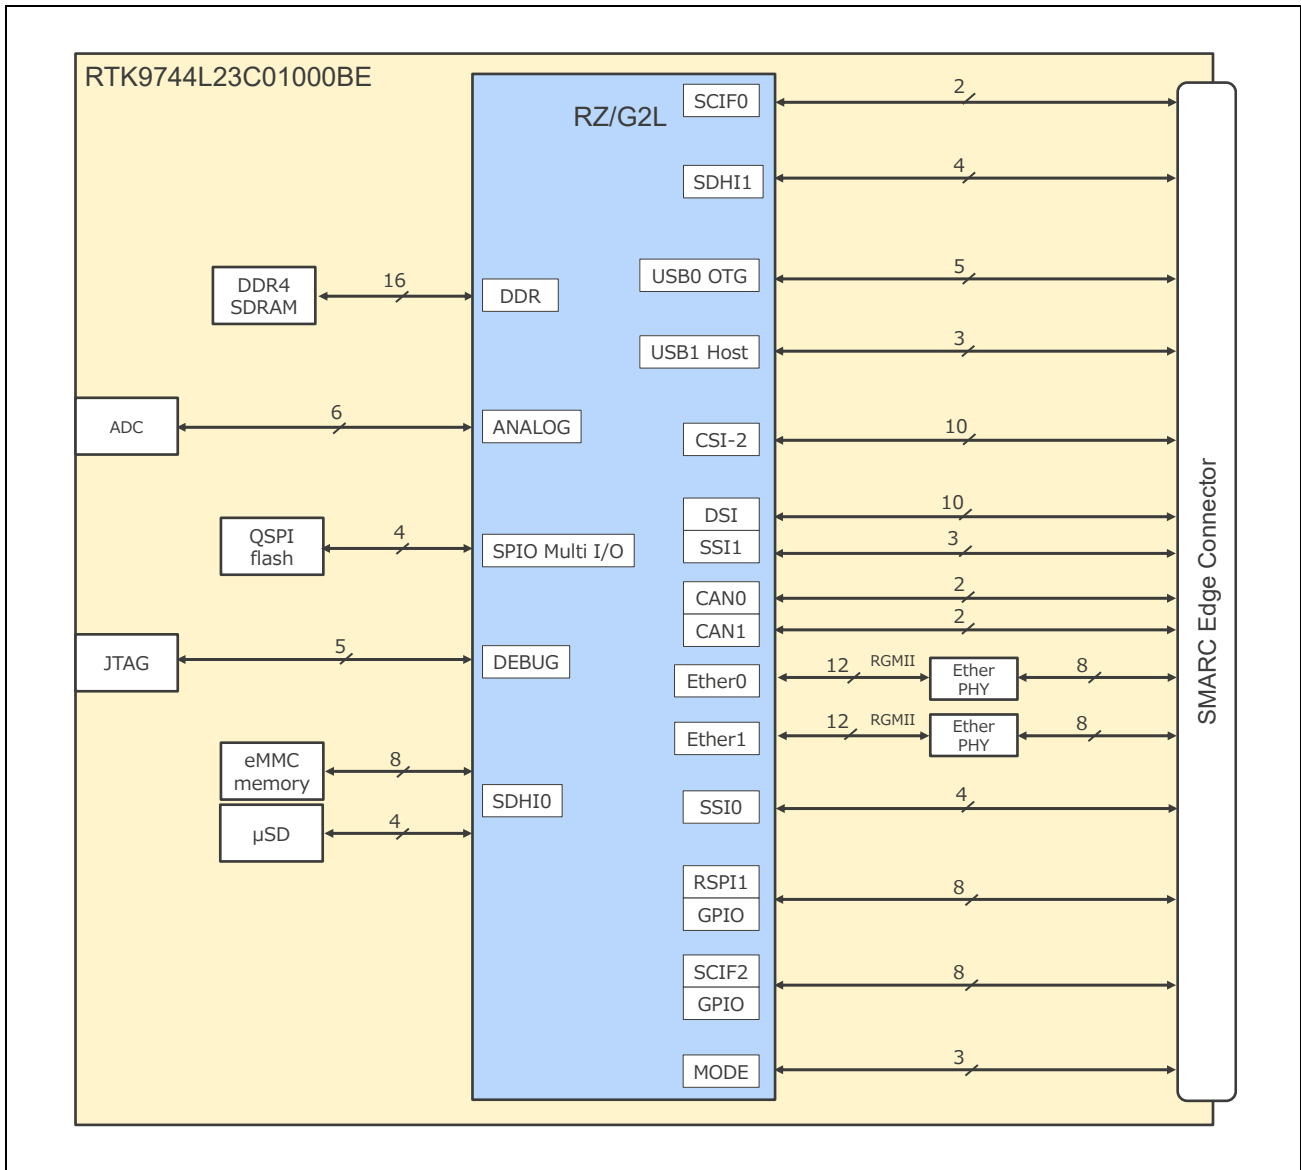 RTK9744L23C01000BE
RZ/G2L
SCIF0
2
SDHI1
4
DDR4
SDRAM
16
DDR
USB0 OTG
5
USB1 Host
3
ADC
6
ANALOG
CSI-2
10
QSPI
flash
4
SPIO Multi I/O
DSI
10
SSI1
3
CAN0
2
CAN1
2
JTAG
5
DEBUG
Ether0
12
RGMII
Ether
PHY
8
Ether1
12
RGMII
Ether
PHY
8
eMMC
memory
8
µSD
4
SDHI0
SSI0
4
RSPI1
GPIO
8
SCIF2
GPIO
8
MODE
3
SMARC Edge Connector